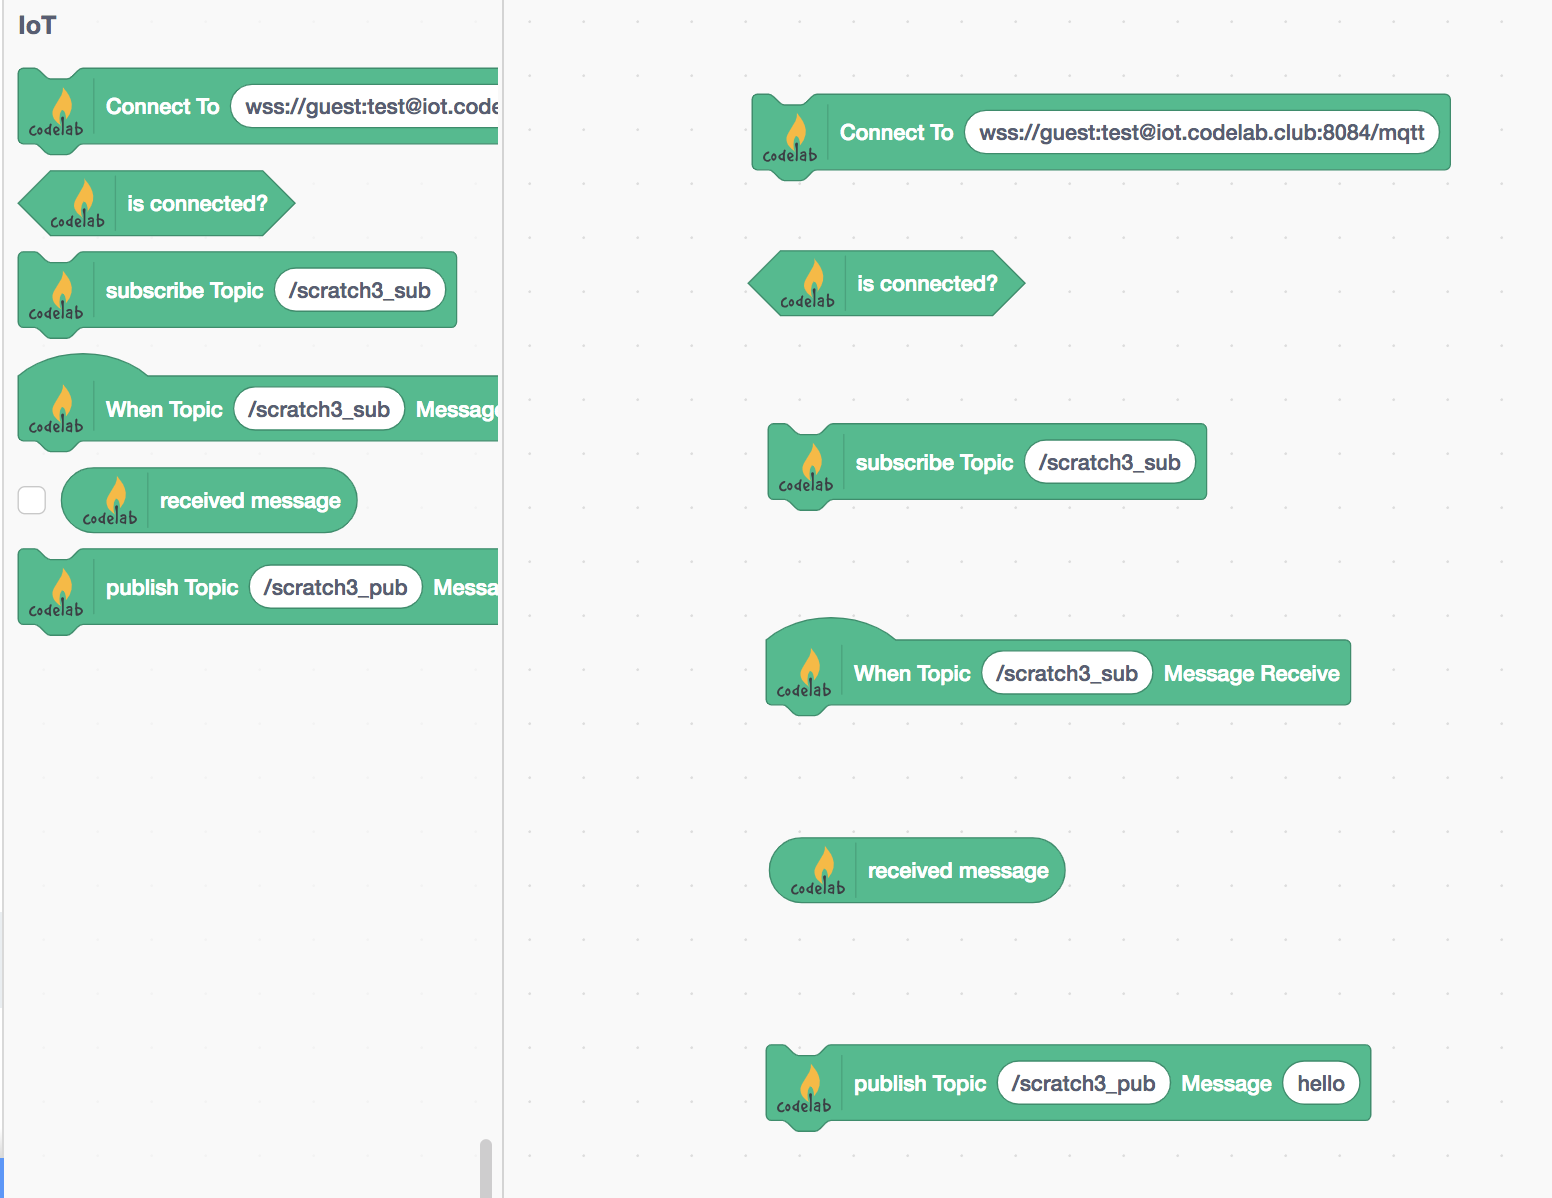 IoT
codelab Connect To wss://guest:test@iot.code
codelab is connected?
codelab subscribe Topic /scratch3_sub
codelab When Topic /scratch3_sub Message
codelab received message
codelab publish Topic /scratch3_pub Messa
codelab Connect To wss://guest:test@iot.codelab.club:8084/mqtt
codelab is connected?
codelab subscribe Topic /scratch3_sub
codelab When Topic /scratch3_sub Message Receive
codelab received message
codelab publish Topic /scratch3_pub Message hello